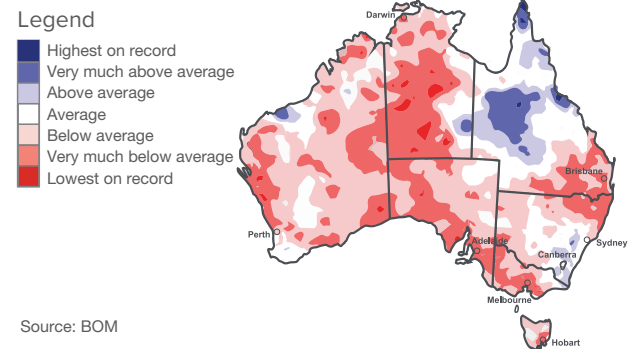 Legend
Highest on record
Very much above average
Above average
Average
Below average
Very much below average
Lowest on record
Darwin
Brisbane
Perth
Adelaide
Sydney
Canberra
Melbourne
Hobart
Source: BOM